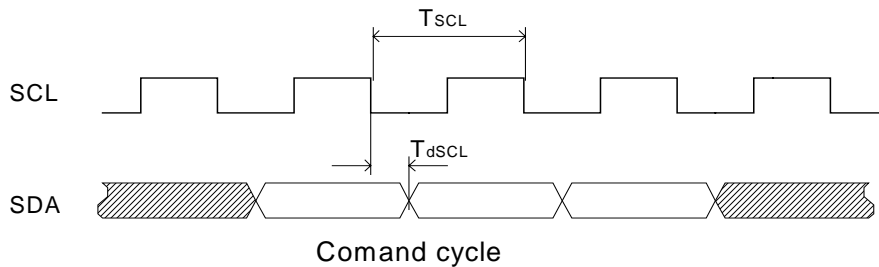 TSCL
SCL
TdSCL
SDA
Comand cycle